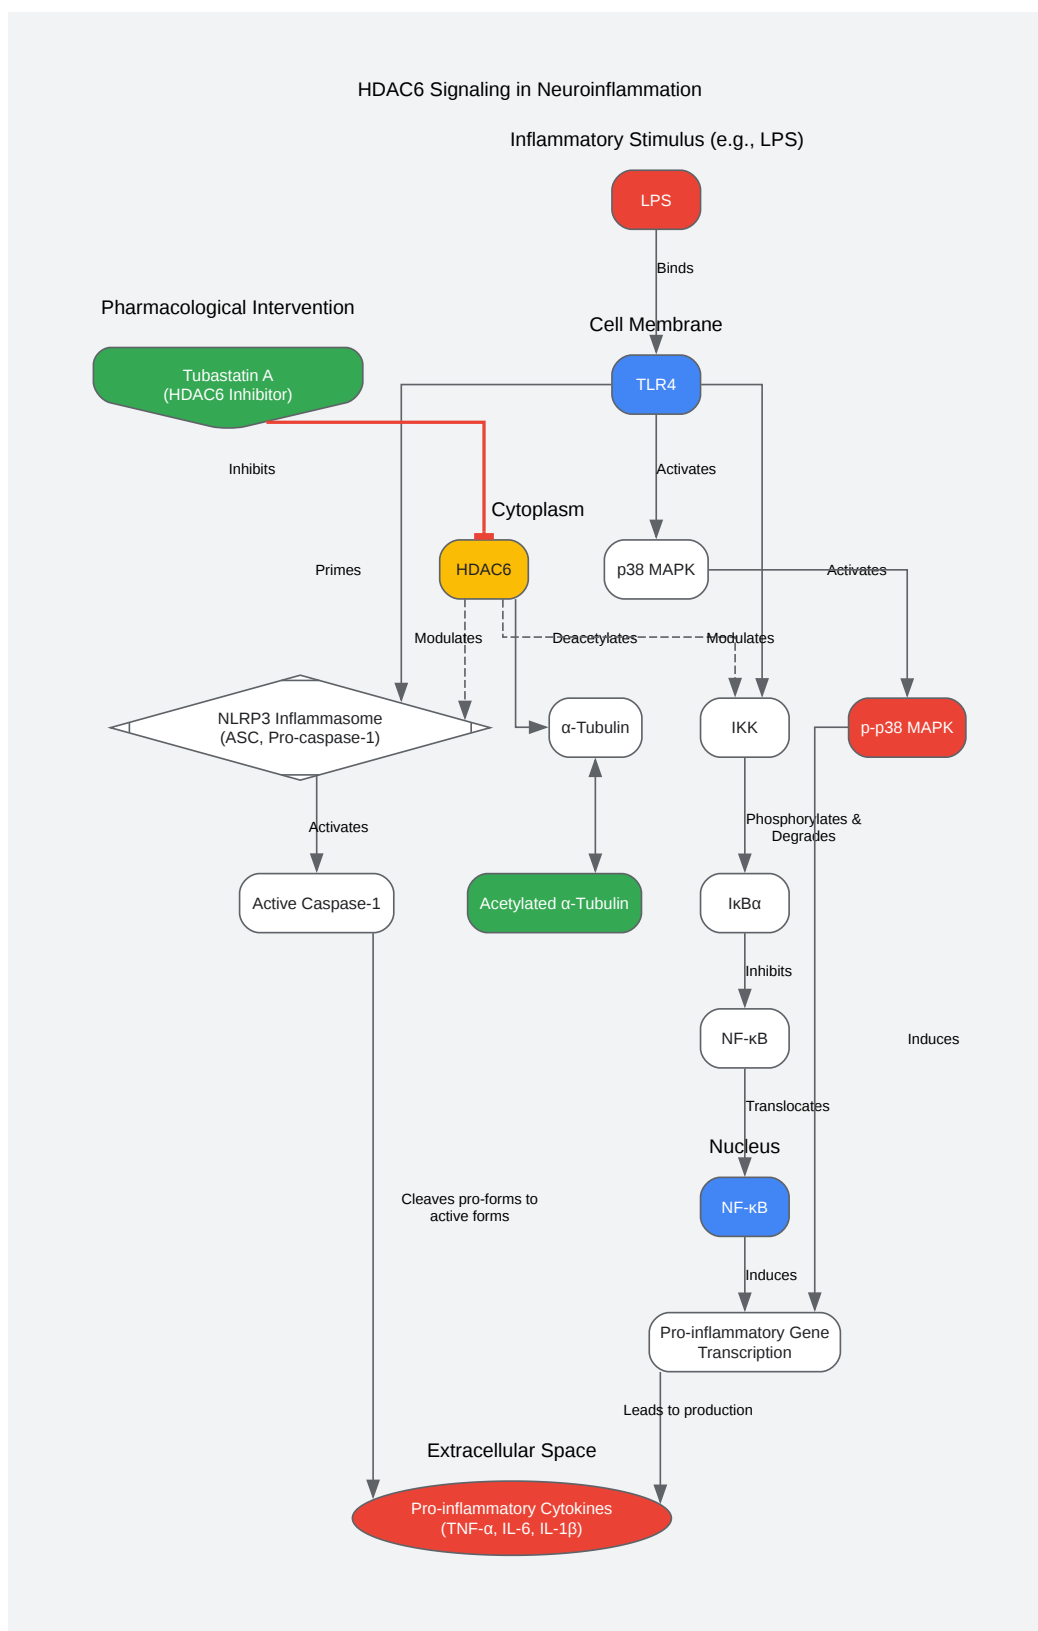 HDAC6 Signaling in Neuroinflammation
Inflammatory Stimulus (e.g., LPS)
LPS
Binds
Pharmacological Intervention
Cell Membrane
Tubastatin A
(HDAC6 Inhibitor)
TLR4
Inhibits
Activates
Cytoplasm
Primes
HDAC6
p38 MAPK
Activates
Modulates
Deacetylates
Modulates
NLRP3 Inflammasome
(ASC, Pro-caspase-1)
α-Tubulin
IKK
p-p38 MAPK
Activates
Phosphorylates &
Degrades
Active Caspase-1
Acetylated α-Tubulin
IκBα
Inhibits
NF-κB
Induces
Translocates
Nucleus
Cleaves pro-forms to
active forms
NF-κB
Induces
Pro-inflammatory Gene
Transcription
Leads to production
Extracellular Space
Pro-inflammatory Cytokines
(TNF-α, IL-6, IL-1β)